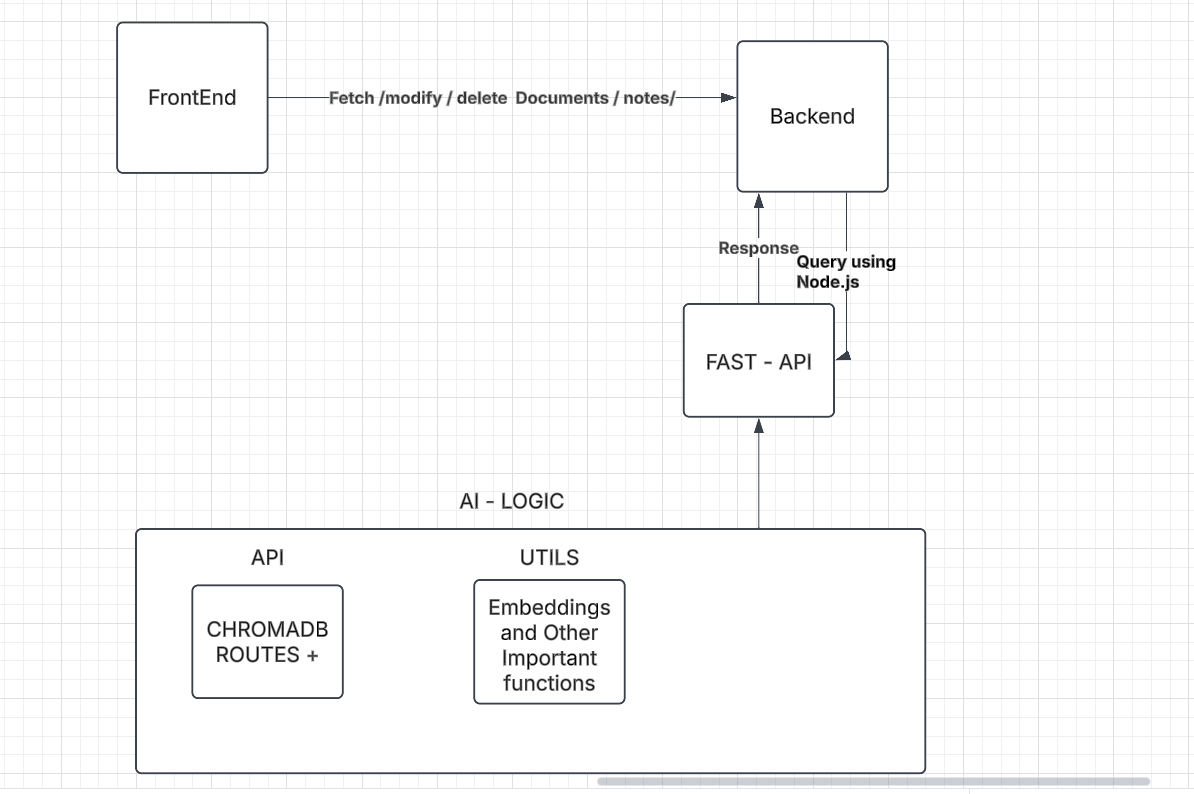 FrontEnd
Fetch /modify / delete  Documents / notes/
Backend
Response
Query using
Node.js
FAST - API
AI - LOGIC
API
UTILS
CHROMADB
ROUTES +
Embeddings
and Other
Important
functions